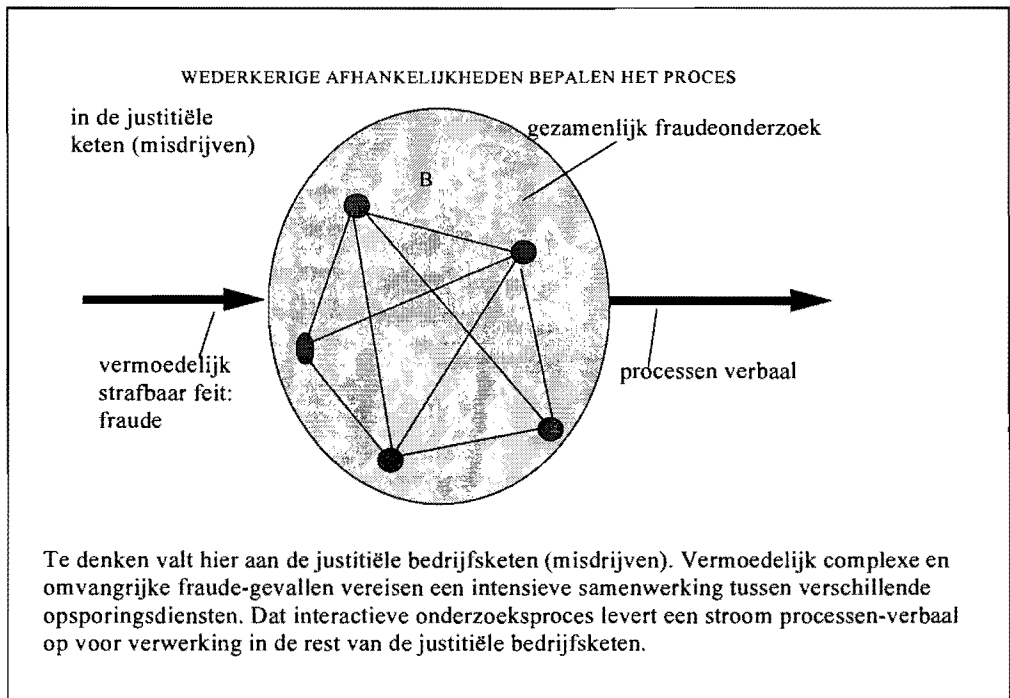 WEDERKERIGE AFHANKELIJKHEDEN BEPALEN HET PROCES
in de justitiële
keten (misdrijven)
gezamenlijk fraudeonderzoek
B
vermoedelijk
strafbaar feit:
fraude
processen verbaal
Te denken valt hier aan de justitiële bedrijfsketen (misdrijven). Vermoedelijk complexe en
omvangrijke fraude-gevallen vereisen een intensieve samenwerking tussen verschillende
opsporingsdiensten. Dat interactieve onderzoeksproces levert een stroom processen-verbaal
op voor verwerking in de rest van de justitiële bedrijfsketen.